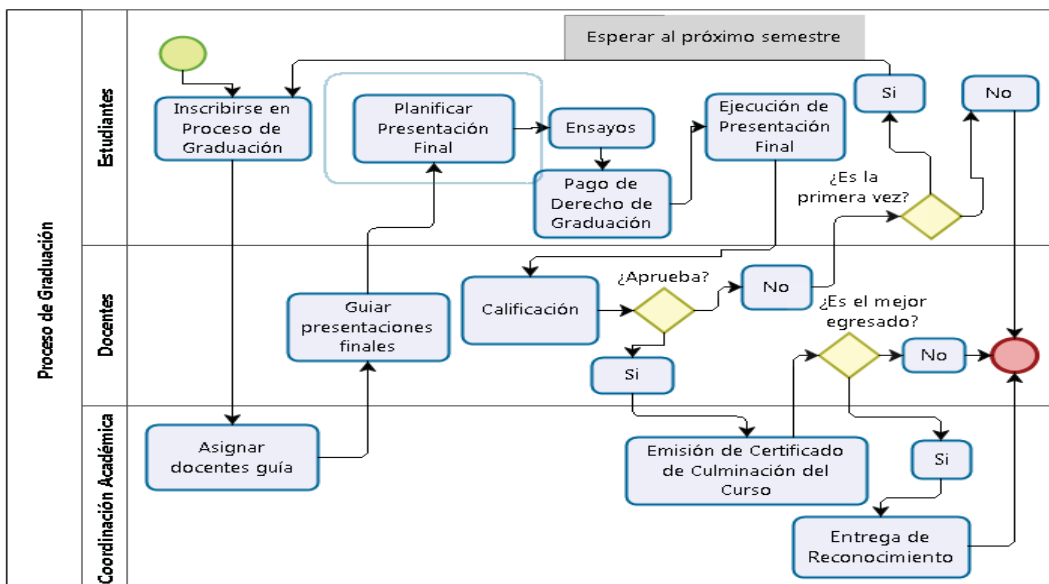 Proceso de Graduación
Estudiantes
Esperar al próximo semestre
Inscribirse en
Proceso de
Graduación
Planificar
Presentación
Final
Ensayos
Pago de
Derecho de
Graduación
Ejecución de
Presentación
Final
Si
No
¿Es la
primera vez?
Docentes
Guiar
presentaciones
finales
Calificación
¿Aprueba?
No
Si
¿Es el mejor
egresado?
No
Coordinación Académica
Asignar
docentes guía
Emisión de Certificado
de Culminación del
Curso
Si
Entrega de
Reconocimiento